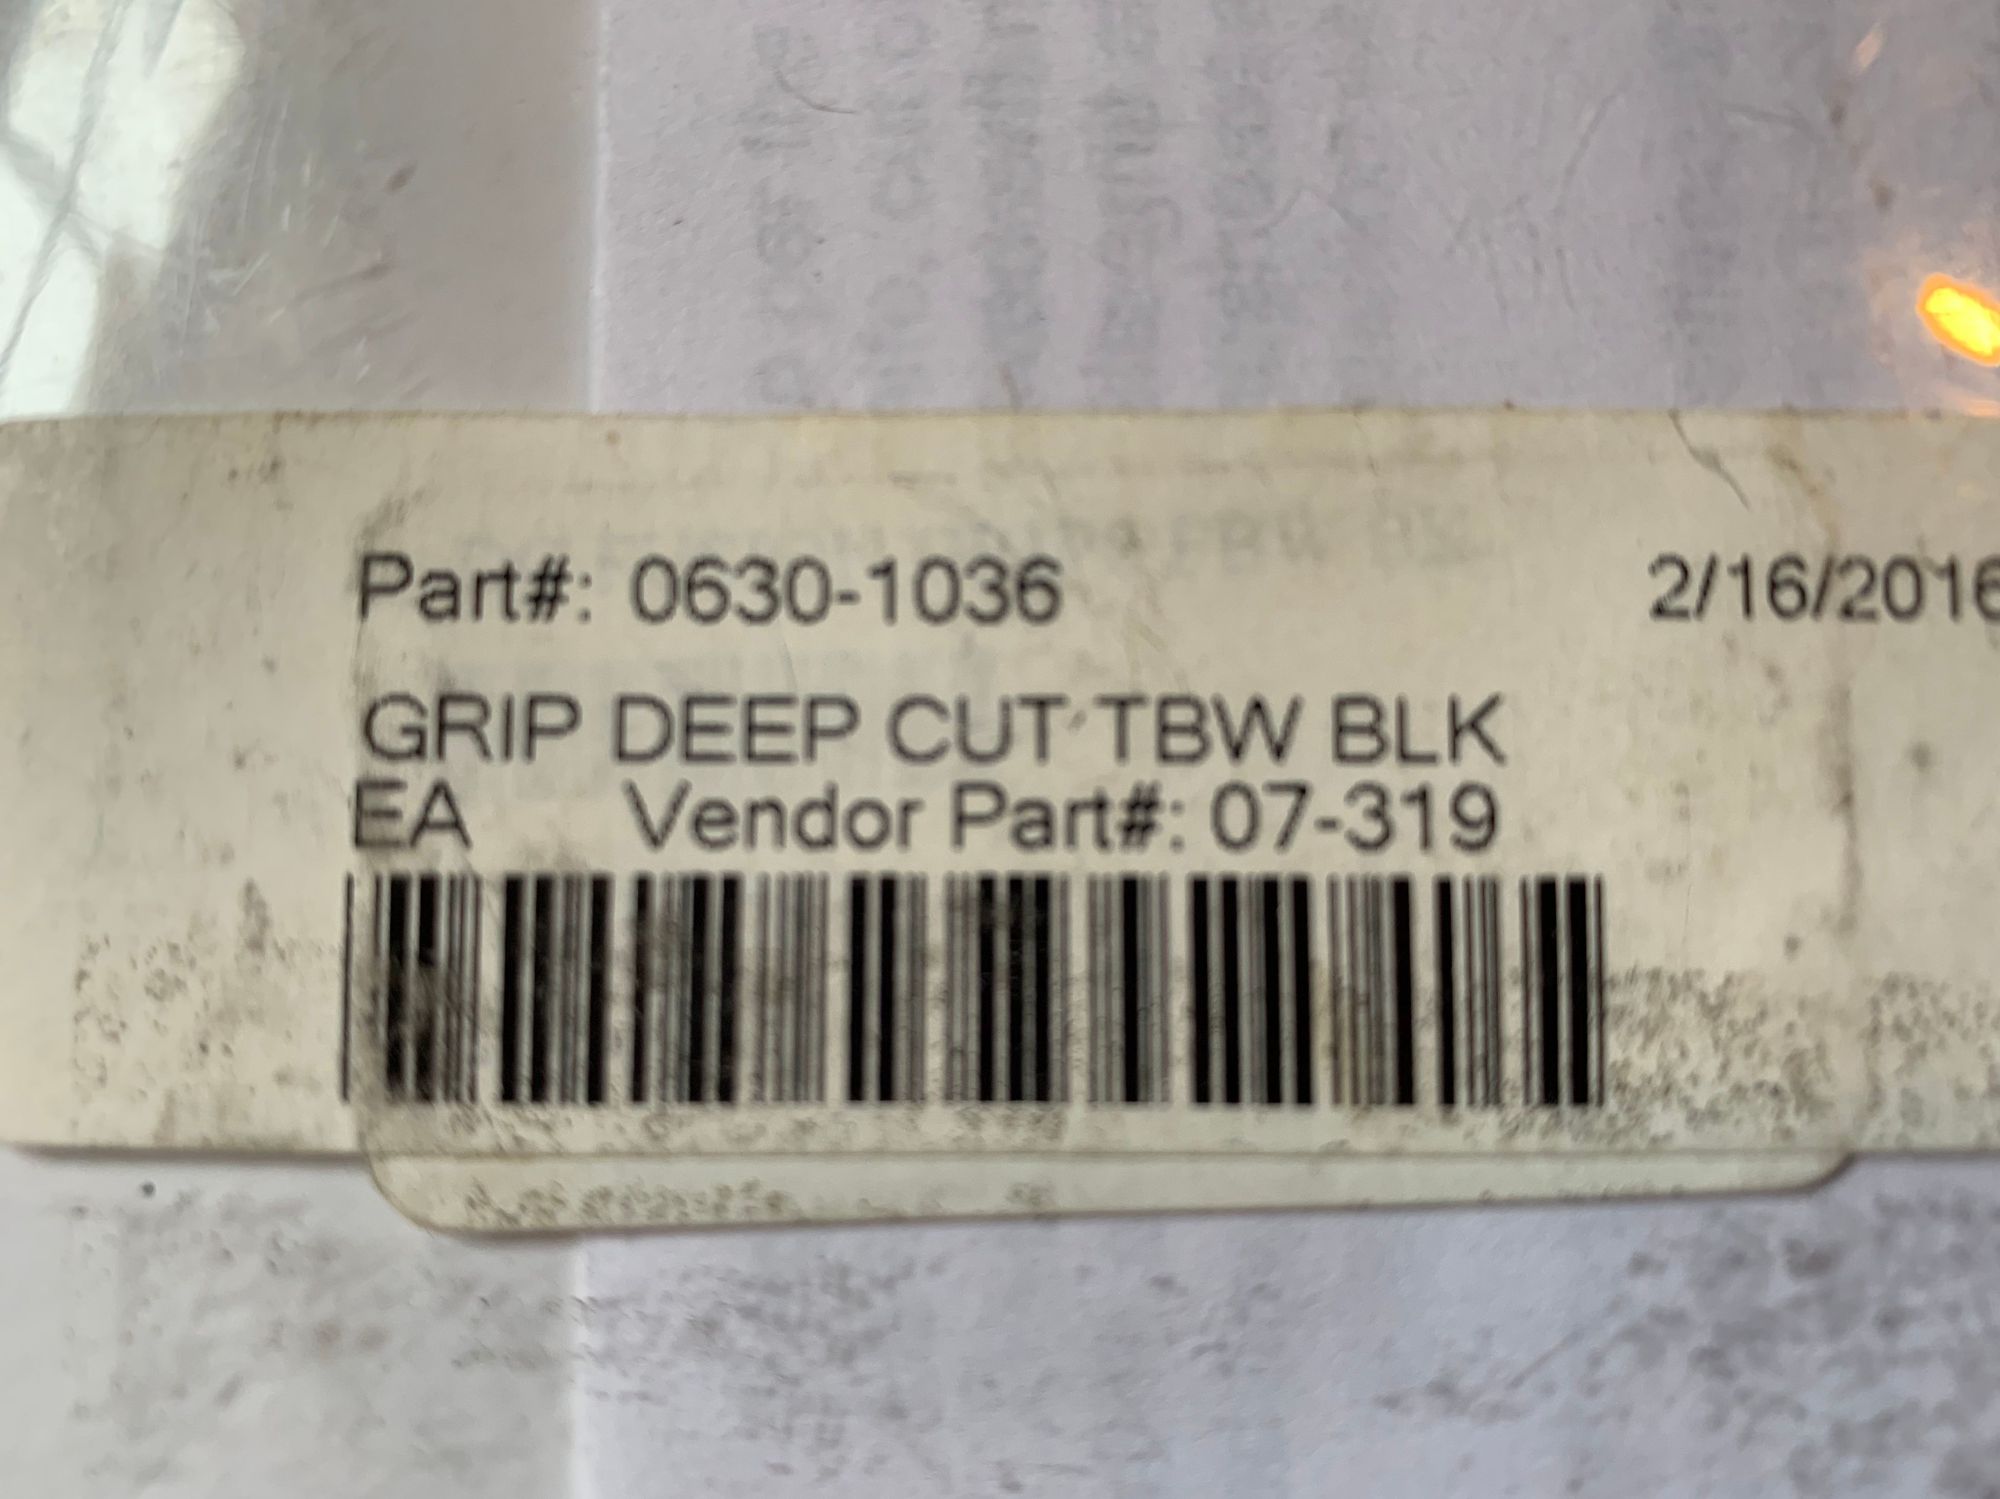 Part#: 0630-1036 2/16/2016
GRIP DEEP CUT TBW BLK
EA Vendor Part#: 07-319